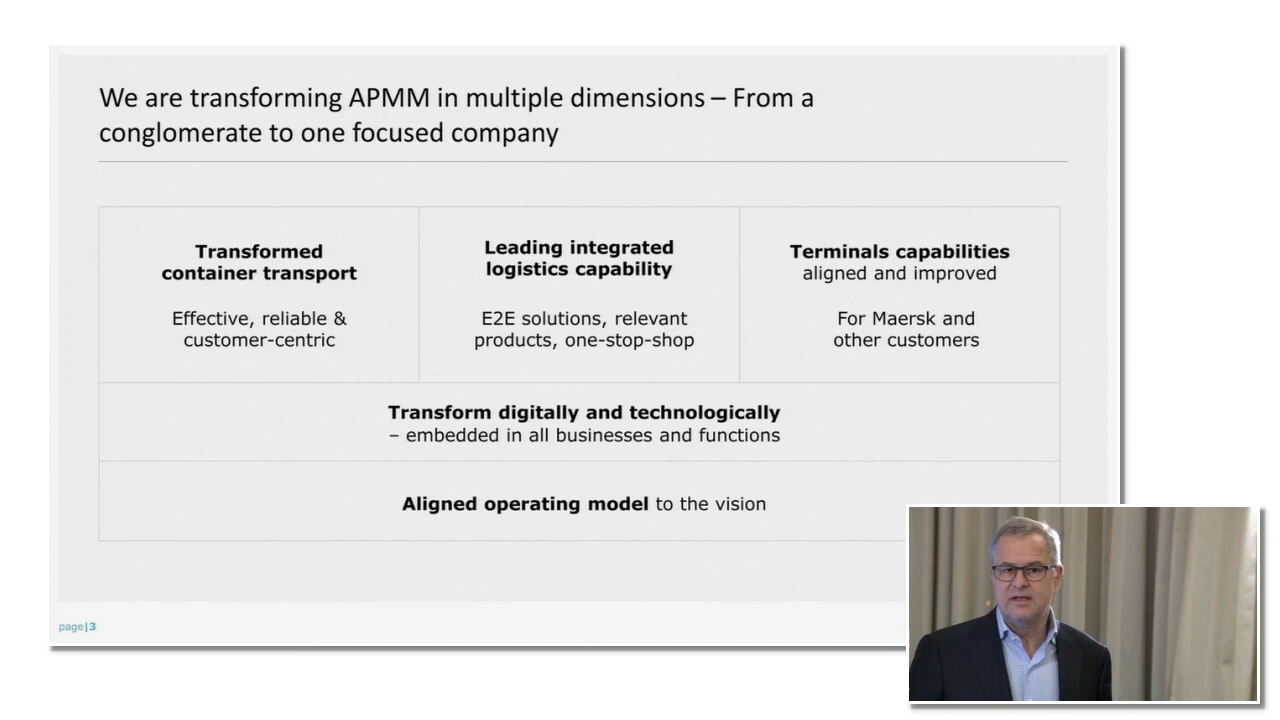 We are transforming APMM in multiple dimensions – From a
conglomerate to one focused company
Transformed
container transport
Effective, reliable &
customer-centric
Leading integrated
logistics capability
E2E solutions, relevant
products, one-stop-shop
Terminals capabilities
aligned and improved
For Maersk and
other customers
Transform digitally and technologically
– embedded in all businesses and functions
Aligned operating model to the vision
page|3